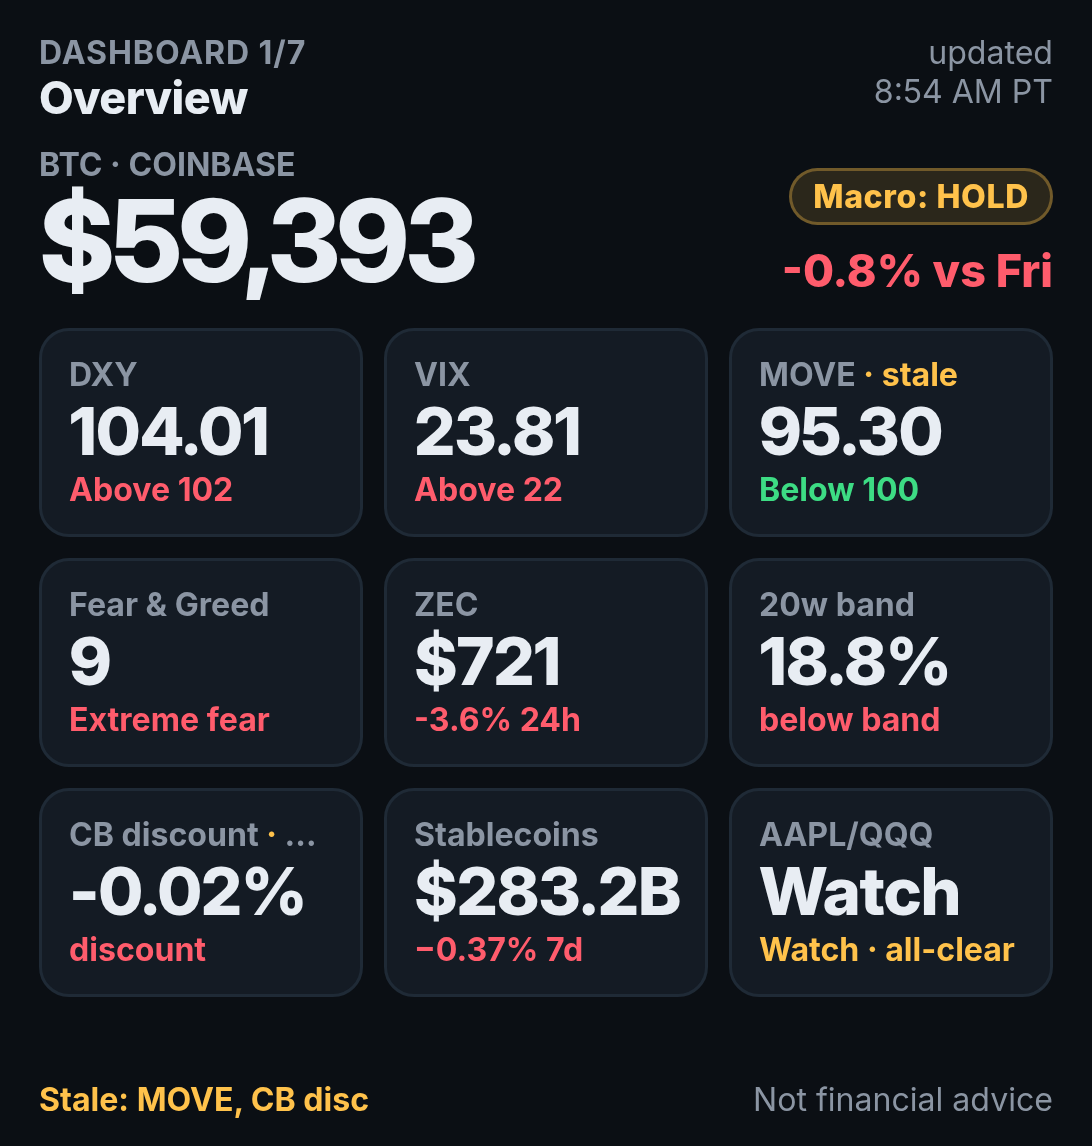 DASHBOARD 1/7
Overview
updated
8:54 AM PT
BTC · COINBASE
$59,393
Macro: HOLD
-0.8% vs Fri
DXY
104.01
Above 102
VIX
23.81
Above 22
MOVE · stale
95.30
Below 100
Fear & Greed
9
Extreme fear
ZEC
$721
-3.6% 24h
20w band
18.8%
below band
CB discount · ...
-0.02%
discount
Stablecoins
$283.2B
−0.37% 7d
AAPL/QQQ
Watch
Watch · all-clear
Stale: MOVE, CB disc
Not financial advice